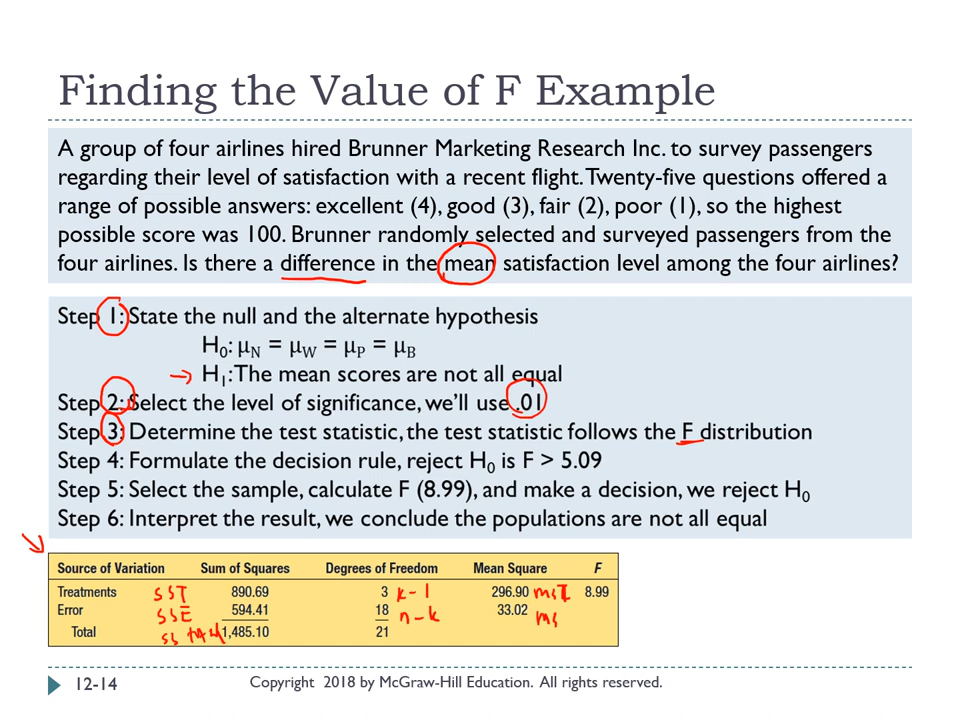 Finding the Value of F Example
A group of four airlines hired Brunner Marketing Research Inc. to survey passengers
regarding their level of satisfaction with a recent flight. Twenty-five questions offered a
range of possible answers: excellent (4), good (3), fair (2), poor (1), so the highest
possible score was 100. Brunner randomly selected and surveyed passengers from the
four airlines. Is there a difference in the mean satisfaction level among the four airlines?
Step 1: State the null and the alternate hypothesis
H₀: μN = μW = μP = μB
H₁: The mean scores are not all equal
Step 2: Select the level of significance, we'll use .01
Step 3: Determine the test statistic, the test statistic follows the F distribution
Step 4: Formulate the decision rule, reject H₀ is F > 5.09
Step 5: Select the sample, calculate F (8.99), and make a decision, we reject H₀
Step 6: Interpret the result, we conclude the populations are not all equal
Source of Variation Sum of Squares Degrees of Freedom Mean Square F
Treatments SST 890.69 3 k-1 296.90 MST 8.99
Error SSE 594.41 18 n-k 33.02 MS
Total SS total 1,485.10 21
12-14 Copyright 2018 by McGraw-Hill Education. All rights reserved.